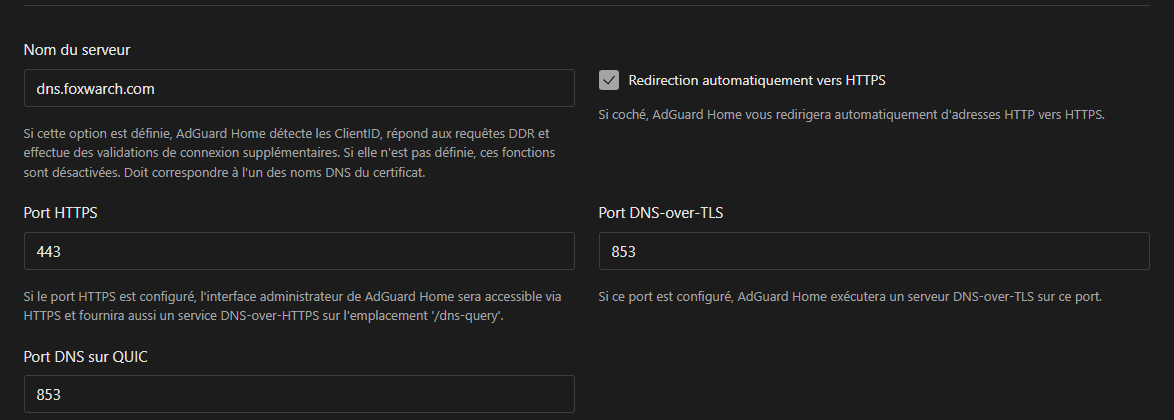 Nom du serveur
dns.foxwarch.com
Redirection automatiquement vers HTTPS
Si coché, AdGuard Home vous redirigera automatiquement d'adresses HTTP vers HTTPS.
Si cette option est définie, AdGuard Home détecte les ClientID, répond aux requêtes DDR et
effectue des validations de connexion supplémentaires. Si elle n'est pas définie, ces fonctions
sont désactivées. Doit correspondre à l'un des noms DNS du certificat.
Port HTTPS
443
Si le port HTTPS est configuré, l'interface administrateur de AdGuard Home sera accessible via
HTTPS et fournira aussi un service DNS-over-HTTPS sur l'emplacement '/dns-query'.
Port DNS-over-TLS
853
Si ce port est configuré, AdGuard Home exécutera un serveur DNS-over-TLS sur ce port.
Port DNS sur QUIC
853